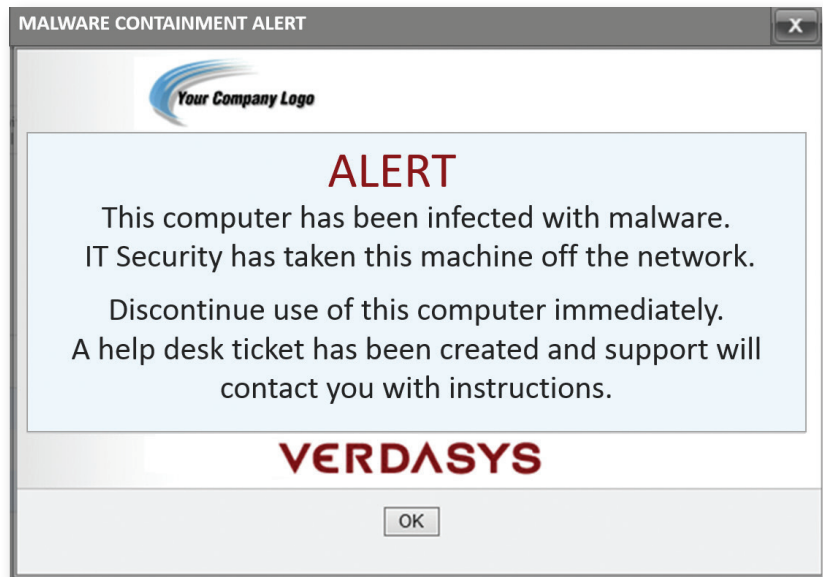 MALWARE CONTAINMENT ALERT
X
Your Company Logo
ALERT
This computer has been infected with malware.
IT Security has taken this machine off the network.
Discontinue use of this computer immediately.
A help desk ticket has been created and support will
contact you with instructions.
VERDASYS
OK